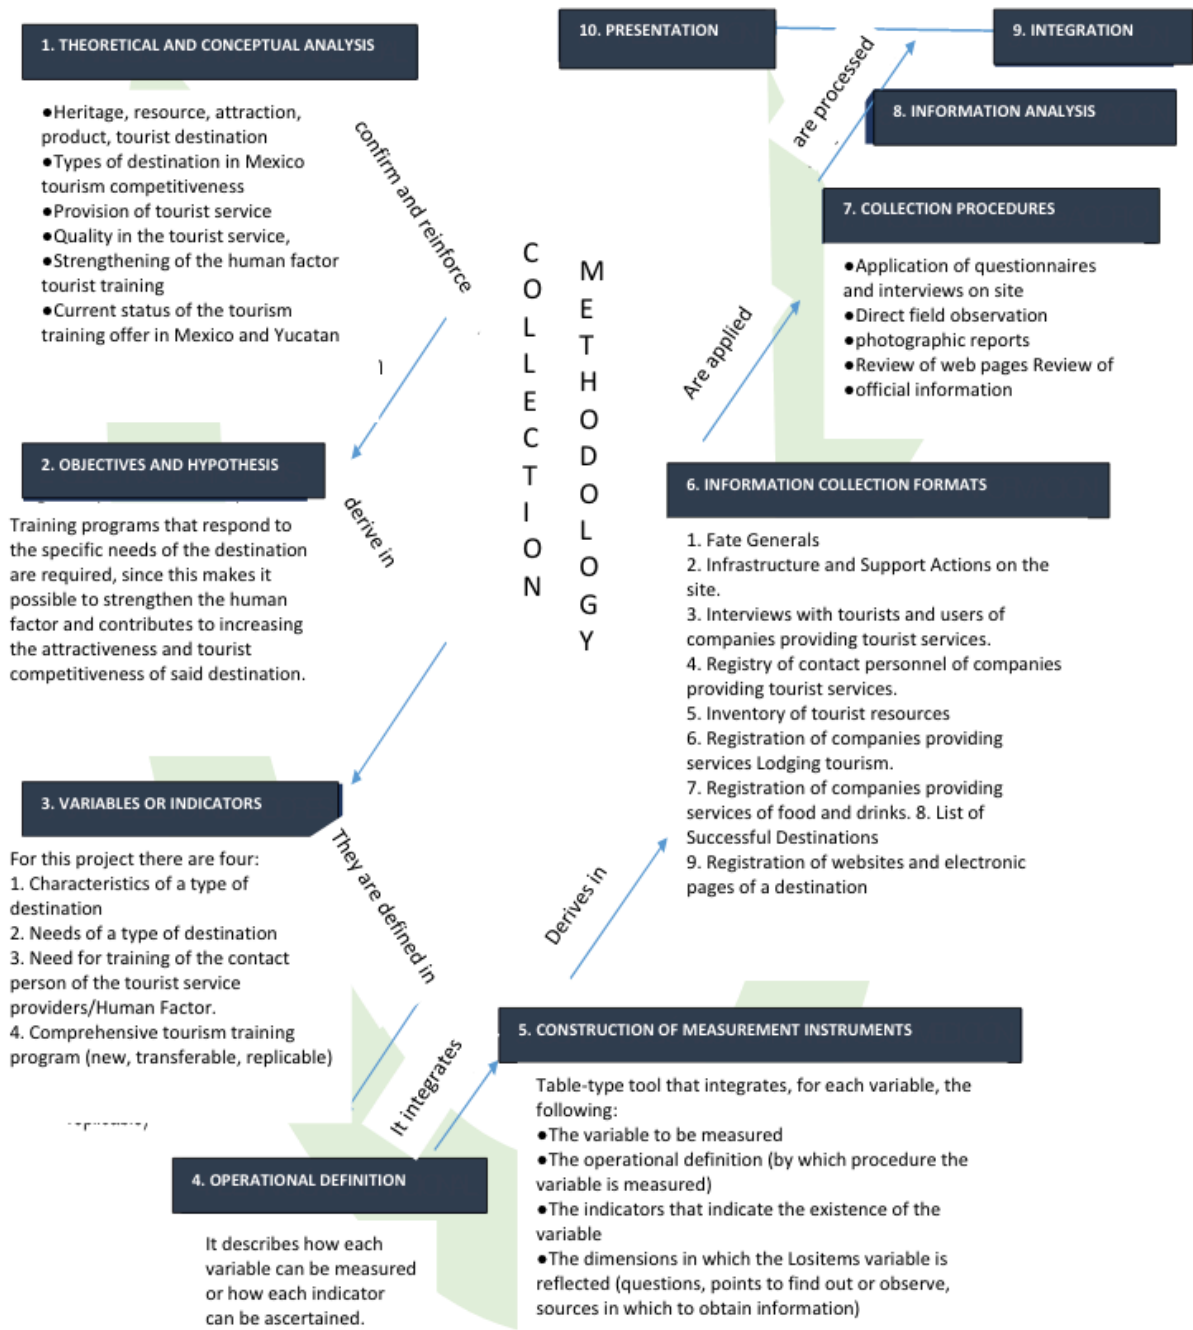 1. THEORETICAL AND CONCEPTUAL ANALYSIS
●Heritage, resource, attraction,
product, tourist destination
●Types of destination in Mexico
tourism competitiveness
●Provision of tourist service
●Quality in the tourist service,
●Strengthening of the human factor
tourist training
●Current status of the tourism
training offer in Mexico and Yucatan
confirm and reinforce
2. OBJECTIVES AND HYPOTHESIS
Training programs that respond to
the specific needs of the destination
are required, since this makes it
possible to strengthen the human
factor and contributes to increasing
the attractiveness and tourist
competitiveness of said destination.
derive in
3. VARIABLES OR INDICATORS
For this project there are four:
1. Characteristics of a type of
destination
2. Needs of a type of destination
3. Need for training of the contact
person of the tourist service
providers/Human Factor.
4. Comprehensive tourism training
program (new, transferable, replicable)
They are defined in
4. OPERATIONAL DEFINITION
It describes how each
variable can be measured
or how each indicator
can be ascertained.
It integrates
5. CONSTRUCTION OF MEASUREMENT INSTRUMENTS
Table-type tool that integrates, for each variable, the
following:
●The variable to be measured
●The operational definition (by which procedure the
variable is measured)
●The indicators that indicate the existence of the
variable
●The dimensions in which the Lositems variable is
reflected (questions, points to find out or observe,
sources in which to obtain information)
Derives in
6. INFORMATION COLLECTION FORMATS
1. Fate Generals
2. Infrastructure and Support Actions on the
site.
3. Interviews with tourists and users of
companies providing tourist services.
4. Registry of contact personnel of companies
providing tourist services.
5. Inventory of tourist resources
6. Registration of companies providing
services Lodging tourism.
7. Registration of companies providing
services of food and drinks. 8. List of
Successful Destinations
9. Registration of websites and electronic
pages of a destination
Are applied
7. COLLECTION PROCEDURES
●Application of questionnaires
and interviews on site
●Direct field observation
●photographic reports
●Review of web pages Review of
●official information
are processed
8. INFORMATION ANALYSIS
9. INTEGRATION
10. PRESENTATION
COLLECTION
METHODOLOGY